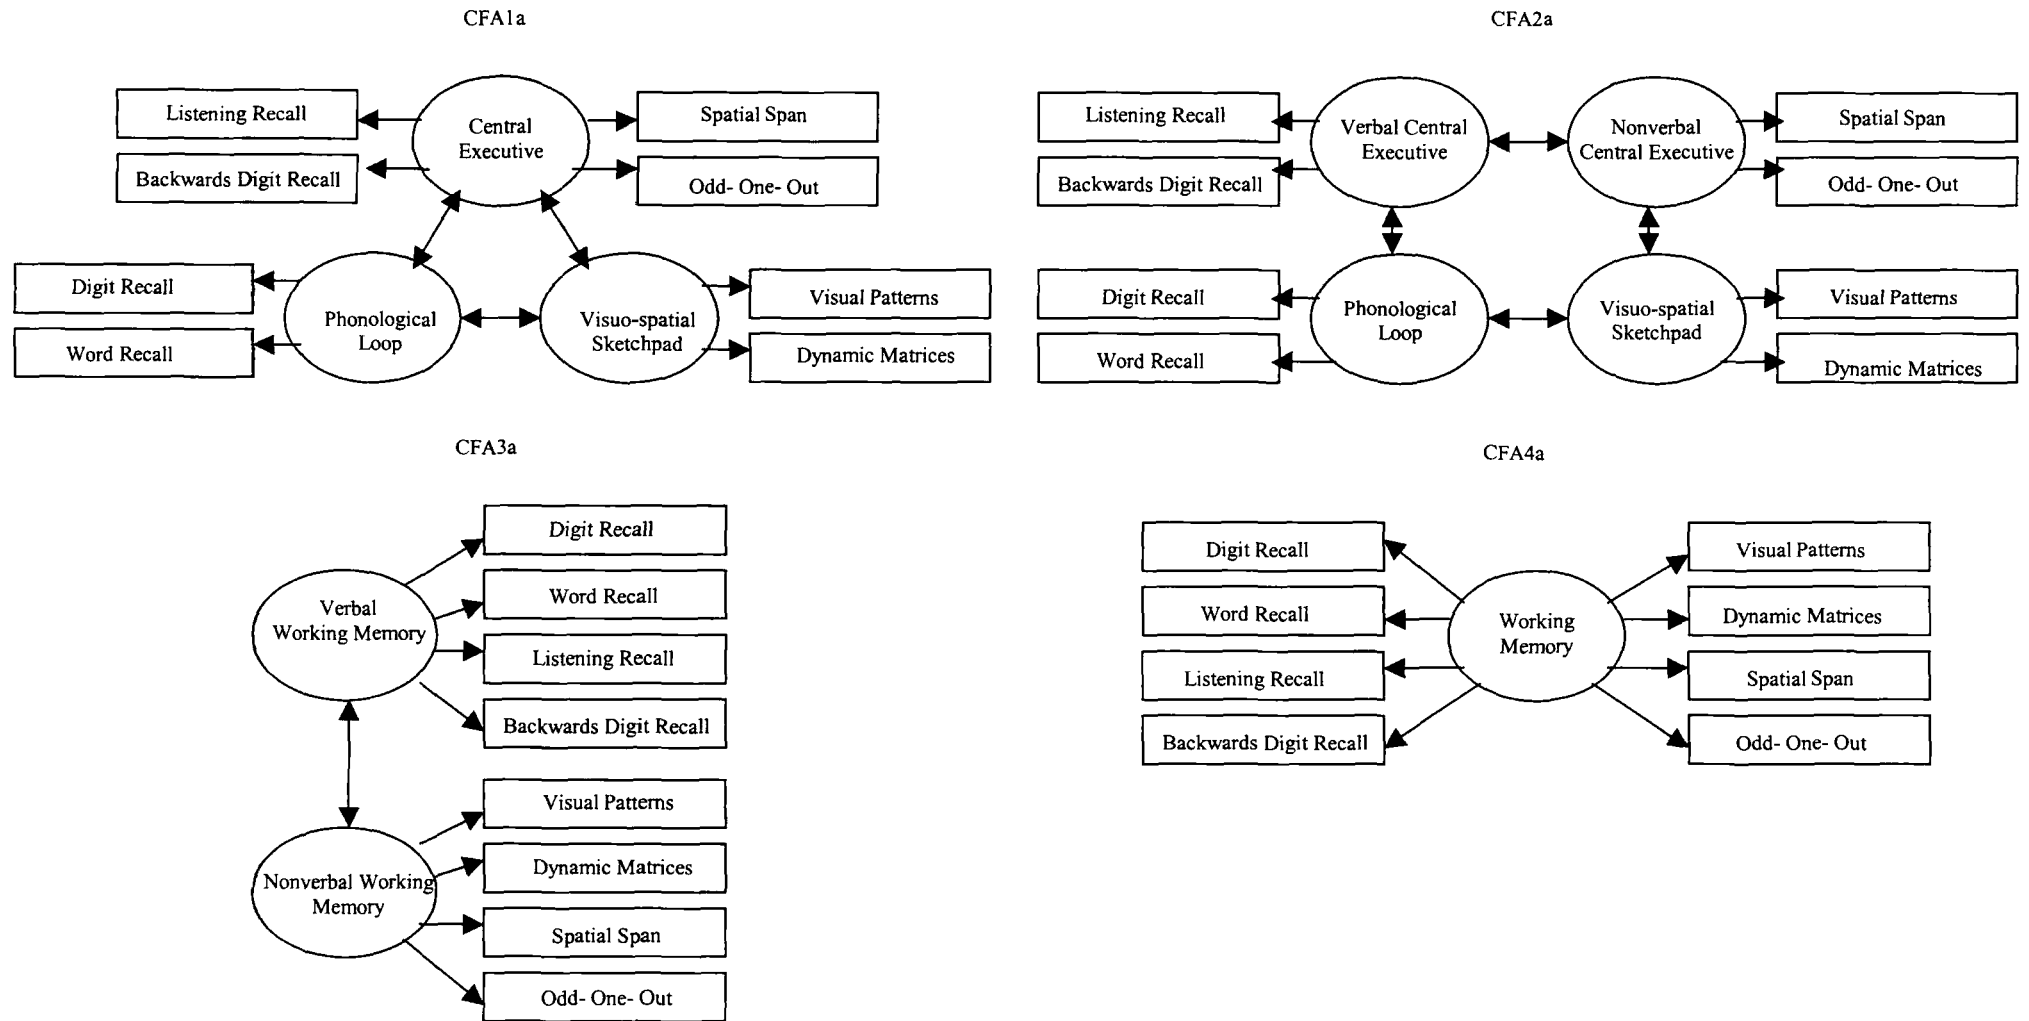 CFA1a
Listening Recall
Backwards Digit Recall
Central
Executive
Spatial Span
Odd- One- Out
Digit Recall
Word Recall
Phonological
Loop
Visuo-spatial
Sketchpad
Visual Patterns
Dynamic Matrices
CFA2a
Listening Recall
Backwards Digit Recall
Verbal Central
Executive
Nonverbal
Central Executive
Spatial Span
Odd- One- Out
Digit Recall
Word Recall
Phonological
Loop
Visuo-spatial
Sketchpad
Visual Patterns
Dynamic Matrices
CFA3a
Verbal
Working Memory
Digit Recall
Word Recall
Listening Recall
Backwards Digit Recall
Nonverbal Working
Memory
Visual Patterns
Dynamic Matrices
Spatial Span
Odd- One- Out
CFA4a
Digit Recall
Word Recall
Listening Recall
Backwards Digit Recall
Working
Memory
Visual Patterns
Dynamic Matrices
Spatial Span
Odd- One- Out